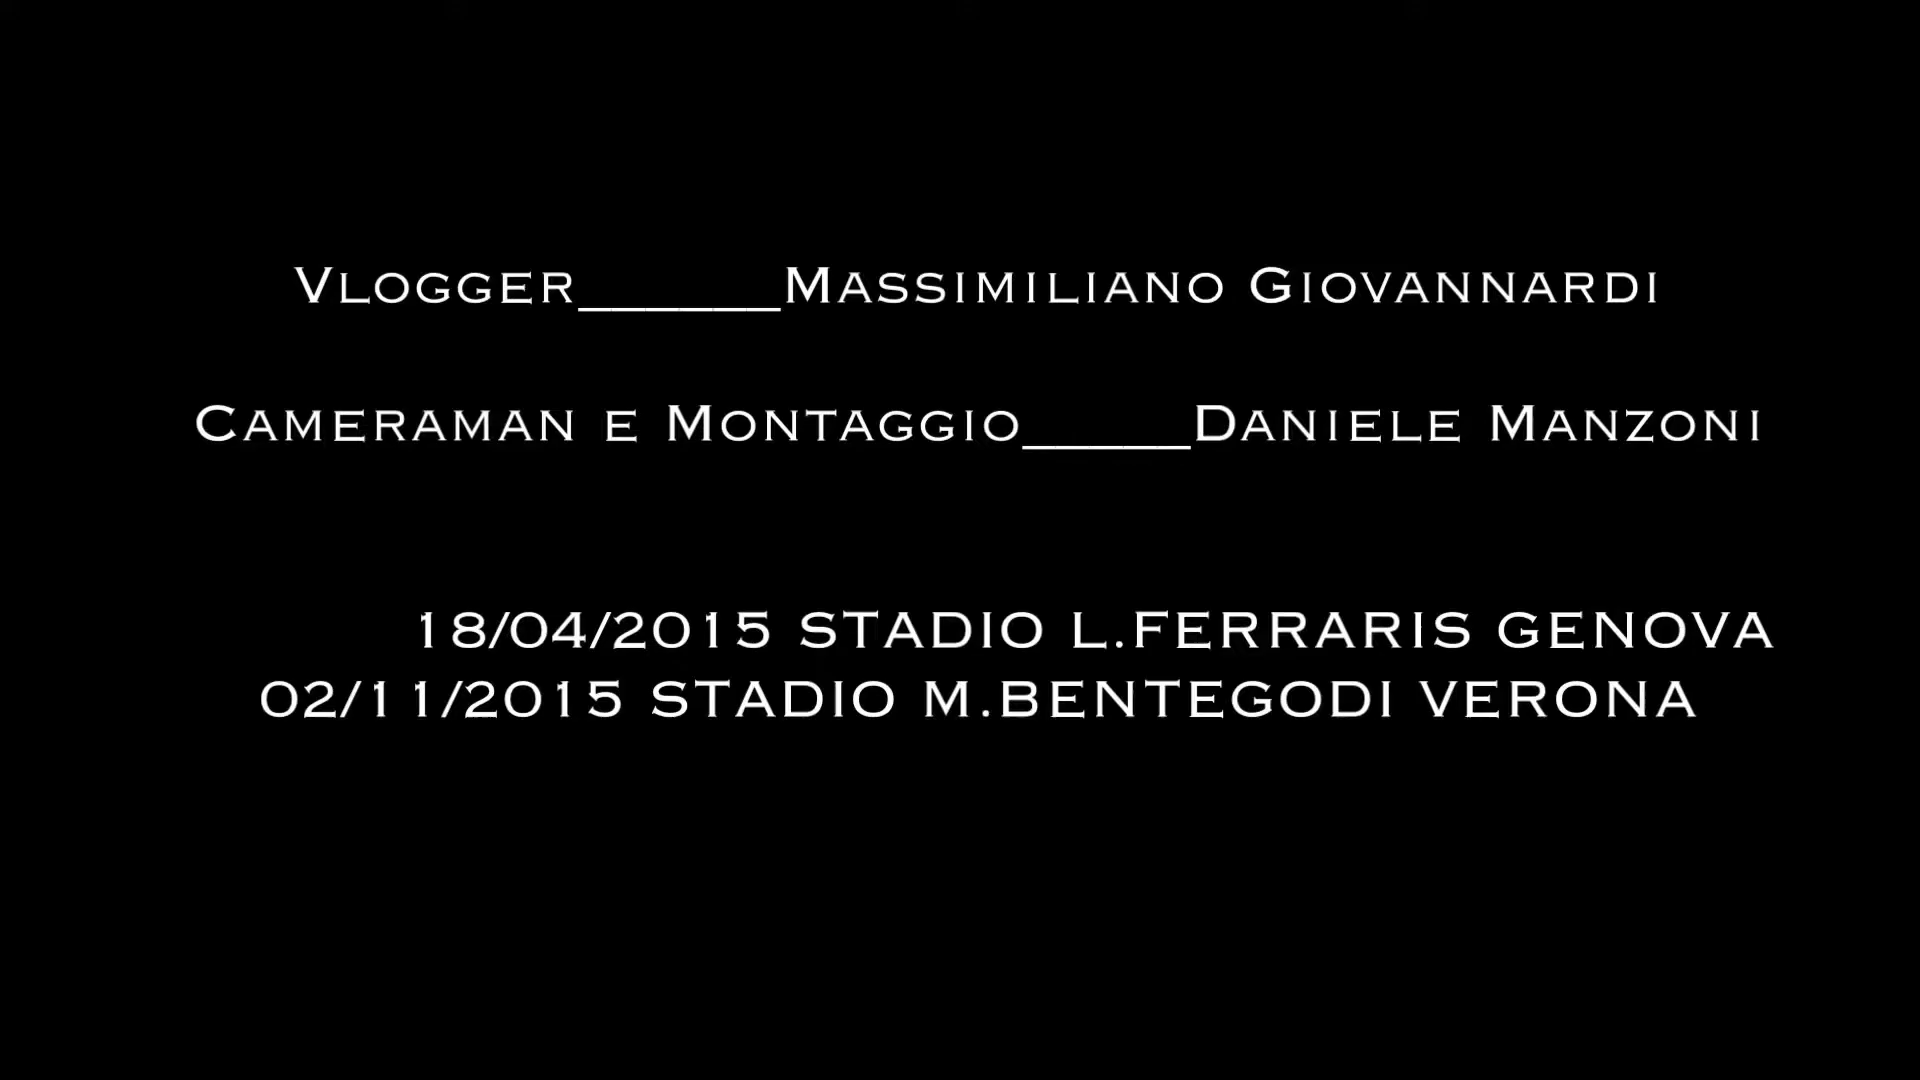 Vlogger______Massimiliano Giovannardi
Cameraman e Montaggio_____Daniele Manzoni
18/04/2015 STADIO L.FERRARIS GENOVA
02/11/2015 STADIO M.BENTEGODI VERONA